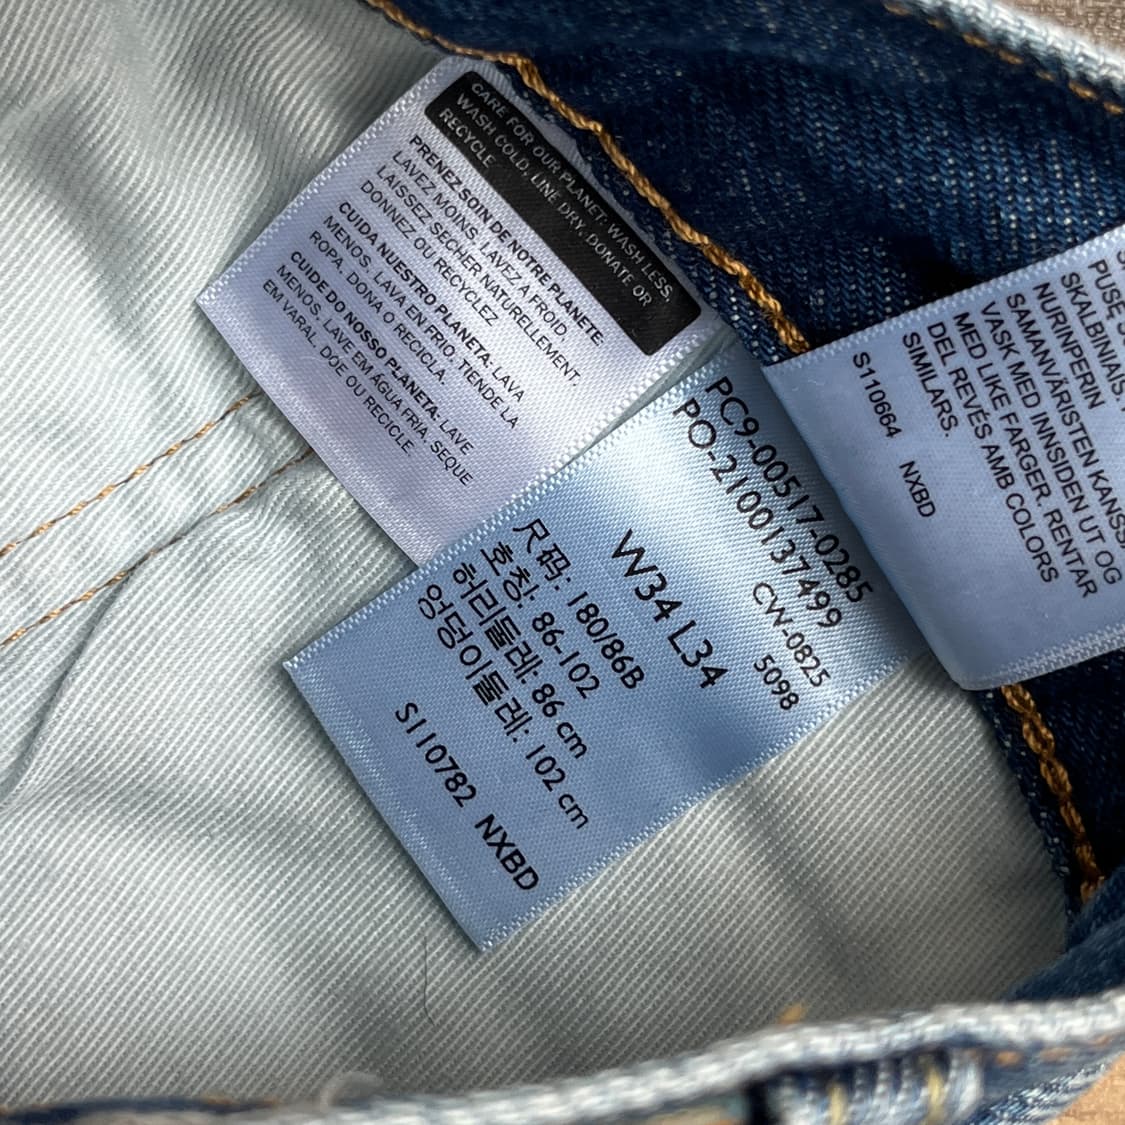 CARE FOR OUR PLANET: WASH LESS,
WASH COLD, LINE DRY, DONATE OR
RECYCLE
PRENEZ SOIN DE NOTRE PLANETE:
LAVEZ MOINS, LAVEZ A FROID,
LAISSEZ SECHER NATURELLEMENT,
DONNEZ OU RECYCLEZ
CUIDA NUESTRO PLANETA: LAVA
MENOS, LAVA EN FRIO, TIENDE LA
ROPA, DONA O RECICLA.
CUIDE DO NOSSO PLANETA: LAVE
MENOS, LAVE EM ÁGUA FRIA, SEQUE
EM VARAL, DOE OU RECICLE
PC9-00517-0285
PO-2100137499
CW-0825
5098
W34 L34
尺码: 180/86B
호칭: 86-102
허리둘레: 86 cm
엉덩이둘레: 102 cm
S110782 NXBD
PUSE
SKALBINIAIS.
NURINPERIN
SAMANVÄRISTEN KANSSA
VASK MED INNSIDEN UT OG
MED LIKE FARGER. RENTAR
DEL REVÉS AMB COLORS
SIMILARS.
S110664 NXBD